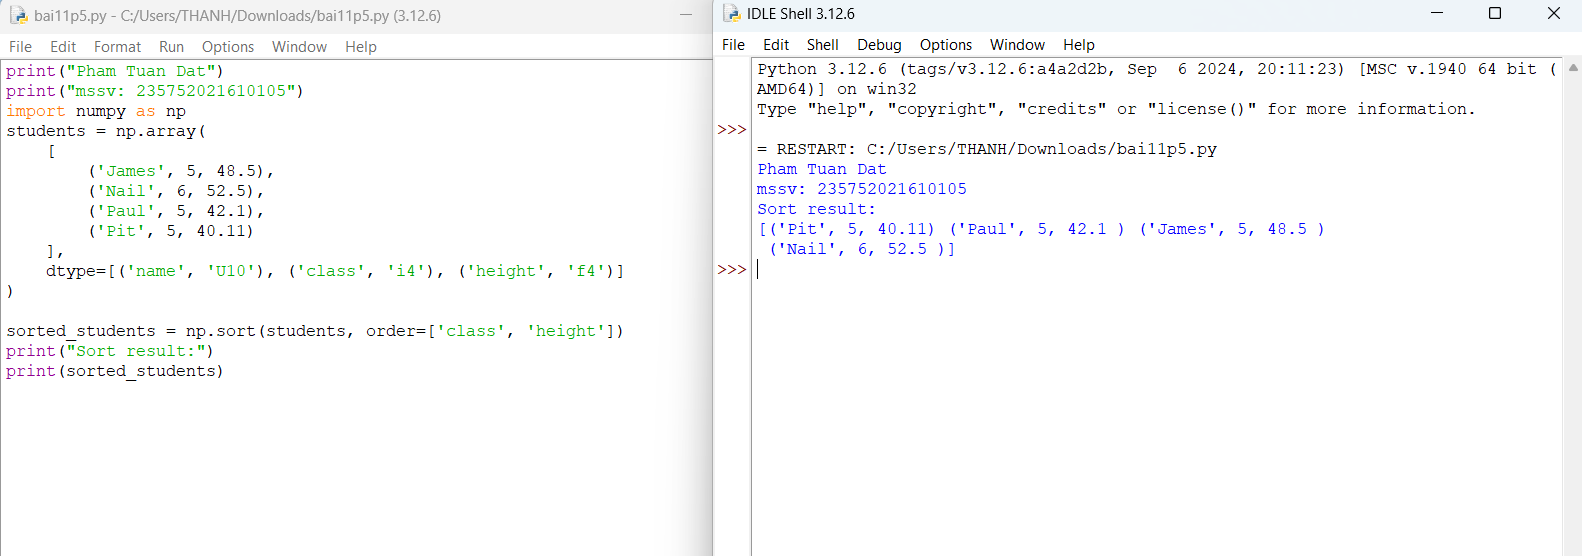 bai11p5.py - C:/Users/THANH/Downloads/bai11p5.py (3.12.6)
File Edit Format Run Options Window Help
print("Pham Tuan Dat")
print("mssv: 235752021610105")
import numpy as np
students = np.array(
    [
        ('James', 5, 48.5),
        ('Nail', 6, 52.5),
        ('Paul', 5, 42.1),
        ('Pit', 5, 40.11)
    ],
    dtype=[('name', 'U10'), ('class', 'i4'), ('height', 'f4')]
)
sorted_students = np.sort(students, order=['class', 'height'])
print("Sort result:")
print(sorted_students)
IDLE Shell 3.12.6
File Edit Shell Debug Options Window Help
Python 3.12.6 (tags/v3.12.6:a4a2d2b, Sep  6 2024, 20:11:23) [MSC v.1940 64 bit (
AMD64)] on win32
Type "help", "copyright", "credits" or "license()" for more information.
>>>
= RESTART: C:/Users/THANH/Downloads/bai11p5.py
Pham Tuan Dat
mssv: 235752021610105
Sort result:
[('Pit', 5, 40.11) ('Paul', 5, 42.1 ) ('James', 5, 48.5 )
 ('Nail', 6, 52.5 )]
>>>